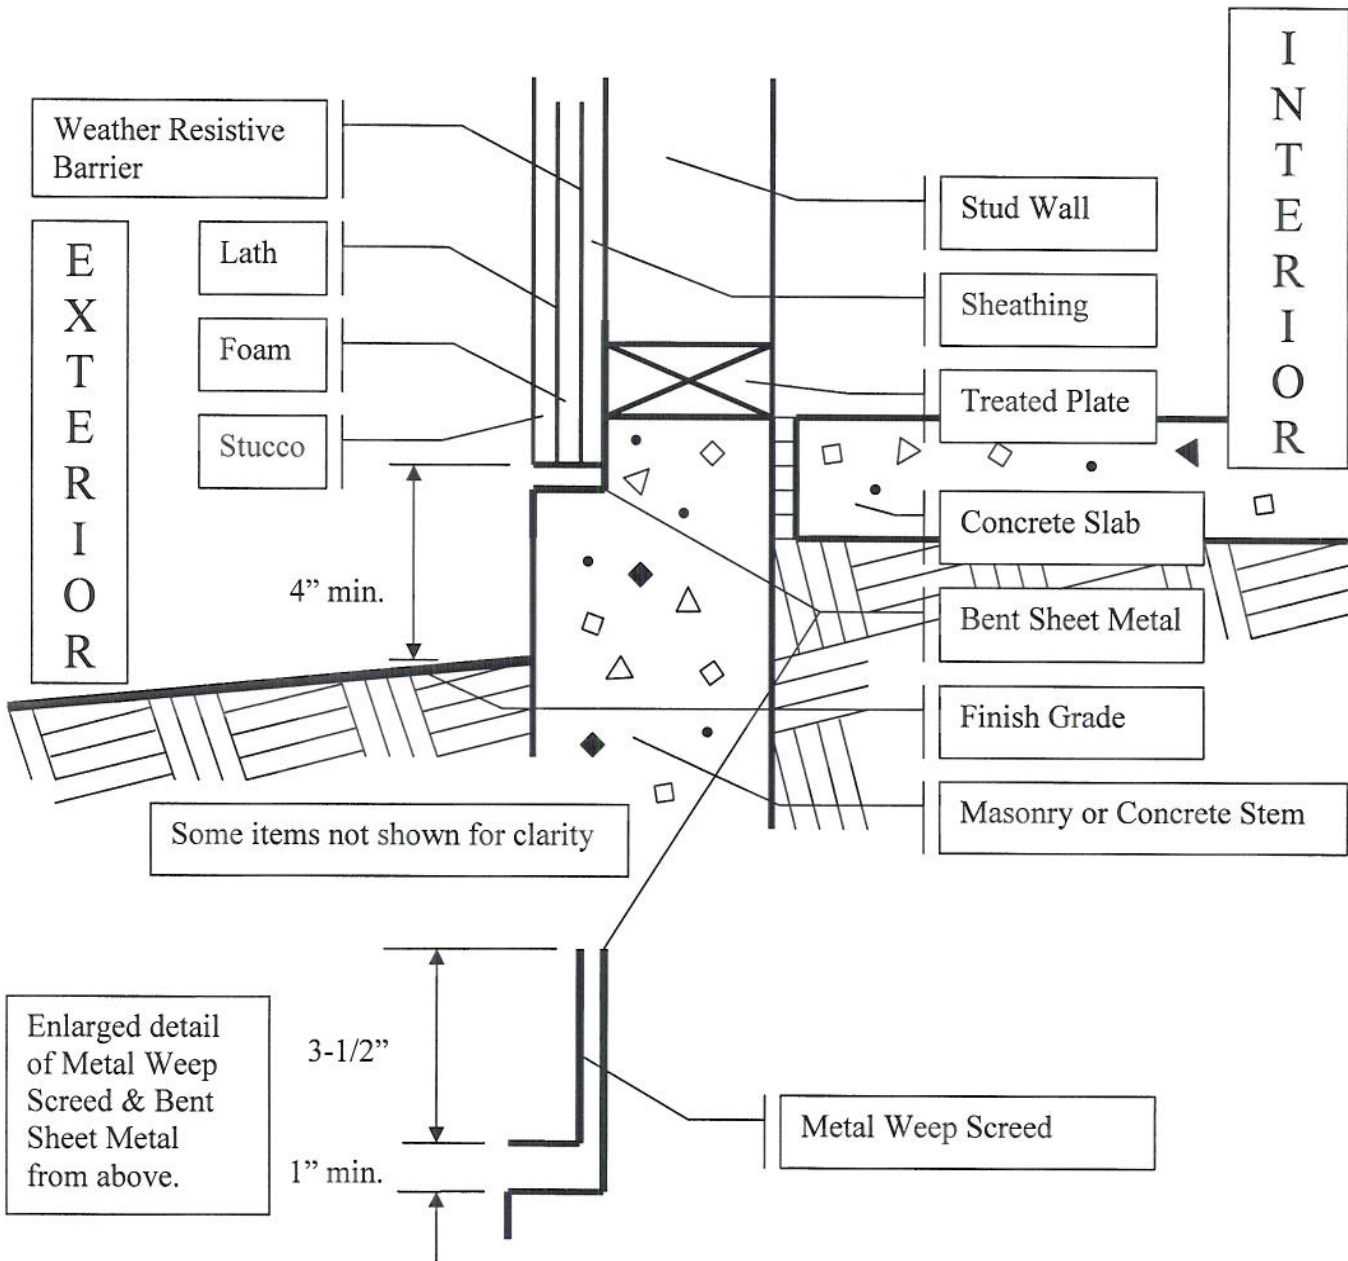 INTERIOR
Weather Resistive
Barrier
EXTERIOR
Lath
Foam
Stucco
Stud Wall
Sheathing
Treated Plate
Concrete Slab
4” min.
Bent Sheet Metal
Finish Grade
Masonry or Concrete Stem
Some items not shown for clarity
Enlarged detail
of Metal Weep
Screed & Bent
Sheet Metal
from above.
3-1/2”
1” min.
Metal Weep Screed